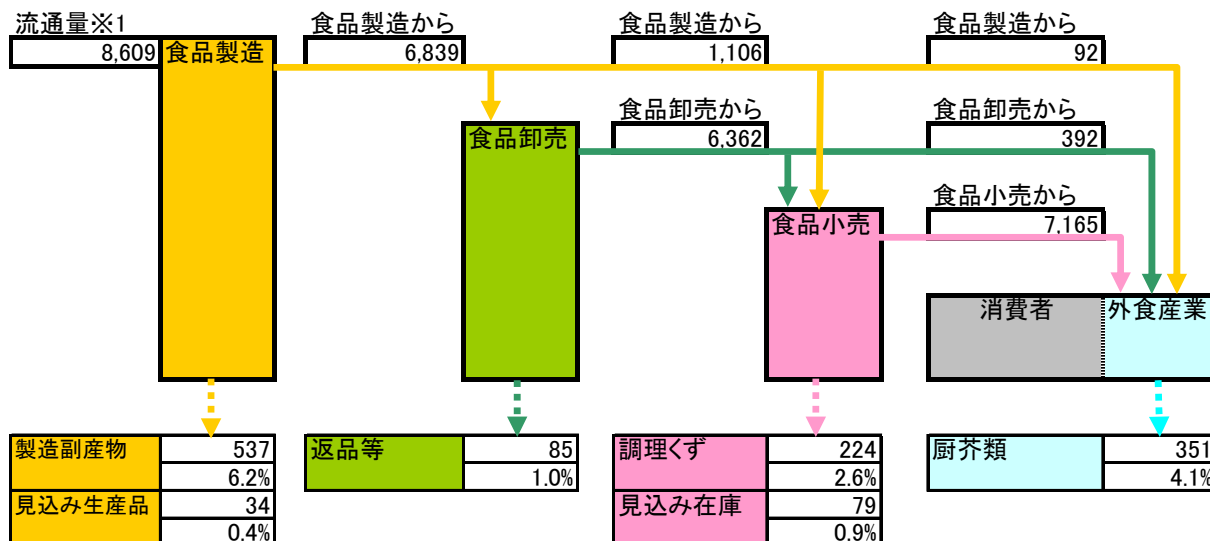 流通量※1
8,609
食品製造
食品製造から
6,839
食品製造から
1,106
食品製造から
92
食品卸売
食品卸売から
6,362
食品卸売から
392
食品小売
食品小売から
7,165
消費者
外食産業
製造副産物
537
6.2%
見込み生産品
34
0.4%
返品等
85
1.0%
調理くず
224
2.6%
見込み在庫
79
0.9%
厨芥類
351
4.1%